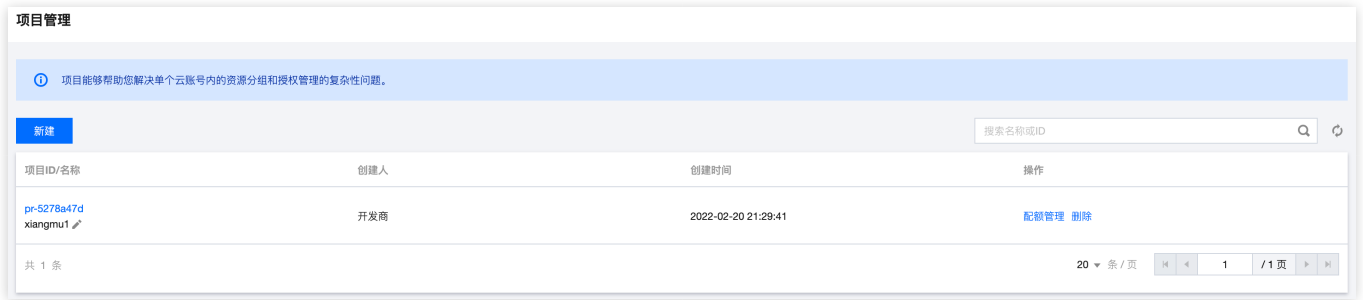 项目管理
项目能够帮助您解决单个云账号内的资源分组和授权管理的复杂性问题。
新建
搜索名称或ID
项目ID/名称 创建人 创建时间 操作
pr-5278a47d
xiangmu1 开发商 2022-02-20 21:29:41 配额管理 删除
共 1 条 20 条 / 页 1 / 1 页